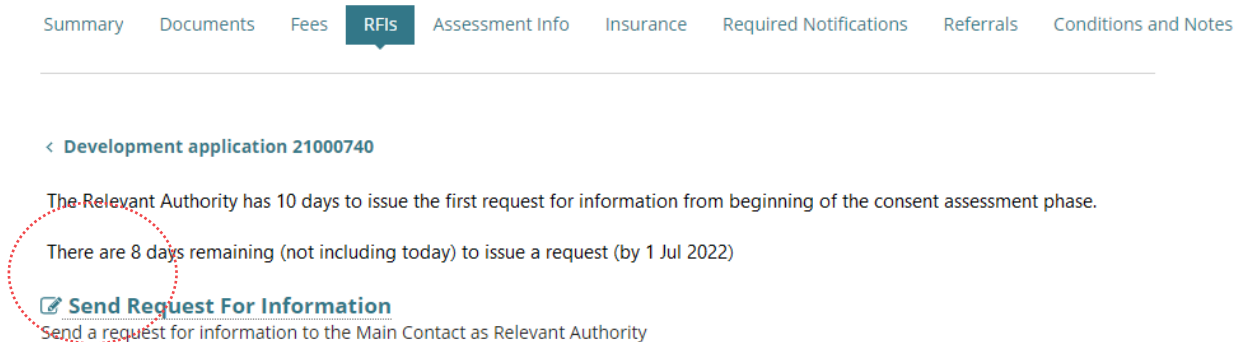 Summary Documents Fees RFIs Assessment Info Insurance Required Notifications Referrals Conditions and Notes
< Development application 21000740
The Relevant Authority has 10 days to issue the first request for information from beginning of the consent assessment phase.
There are 8 days remaining (not including today) to issue a request (by 1 Jul 2022)
Send Request For Information
Send a request for information to the Main Contact as Relevant Authority